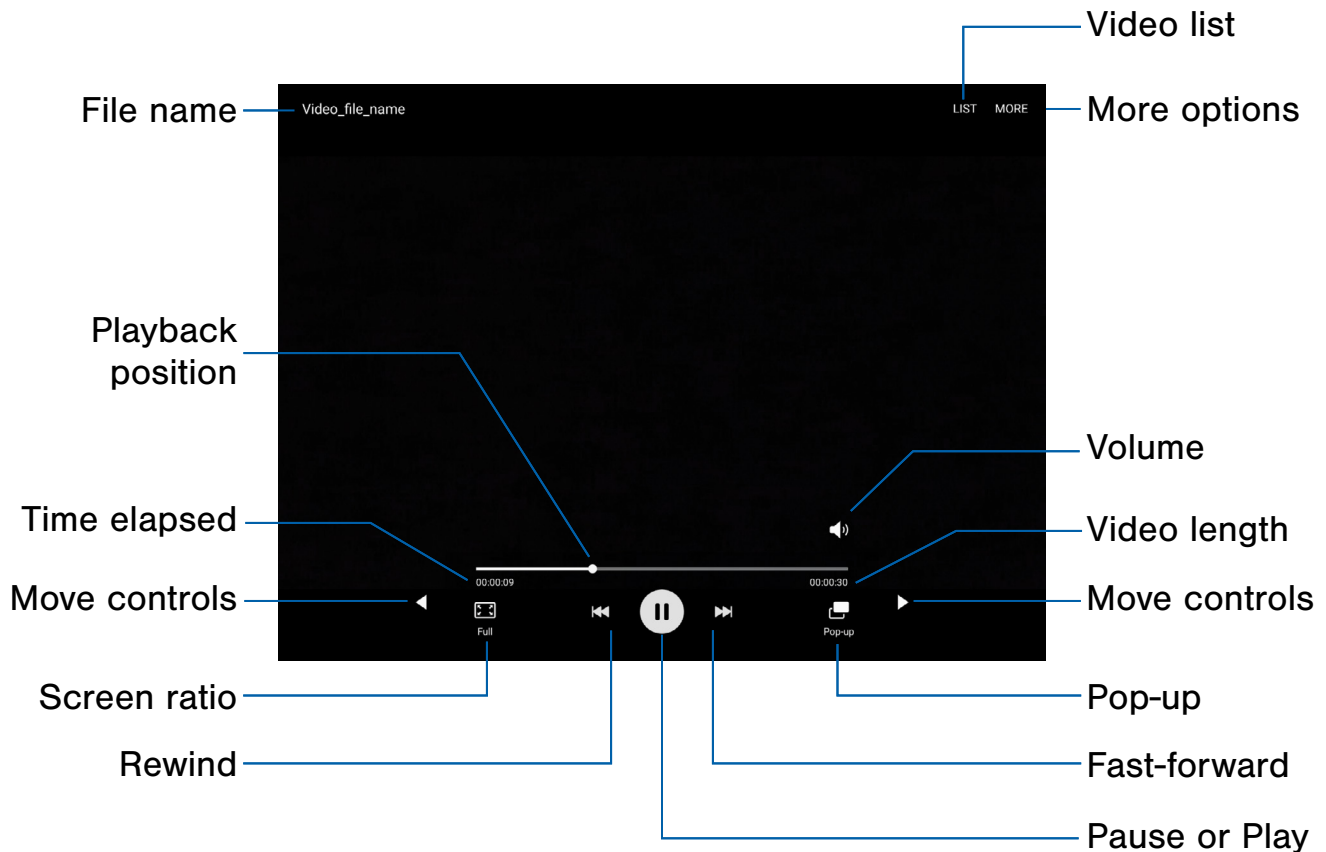 Video list
File name
Video_file_name
LIST MORE
More options
Playback
position
Volume
Time elapsed
Video length
00:00:09
00:00:30
Move controls
Move controls
Full
Pop-up
Screen ratio
Pop-up
Rewind
Fast-forward
Pause or Play